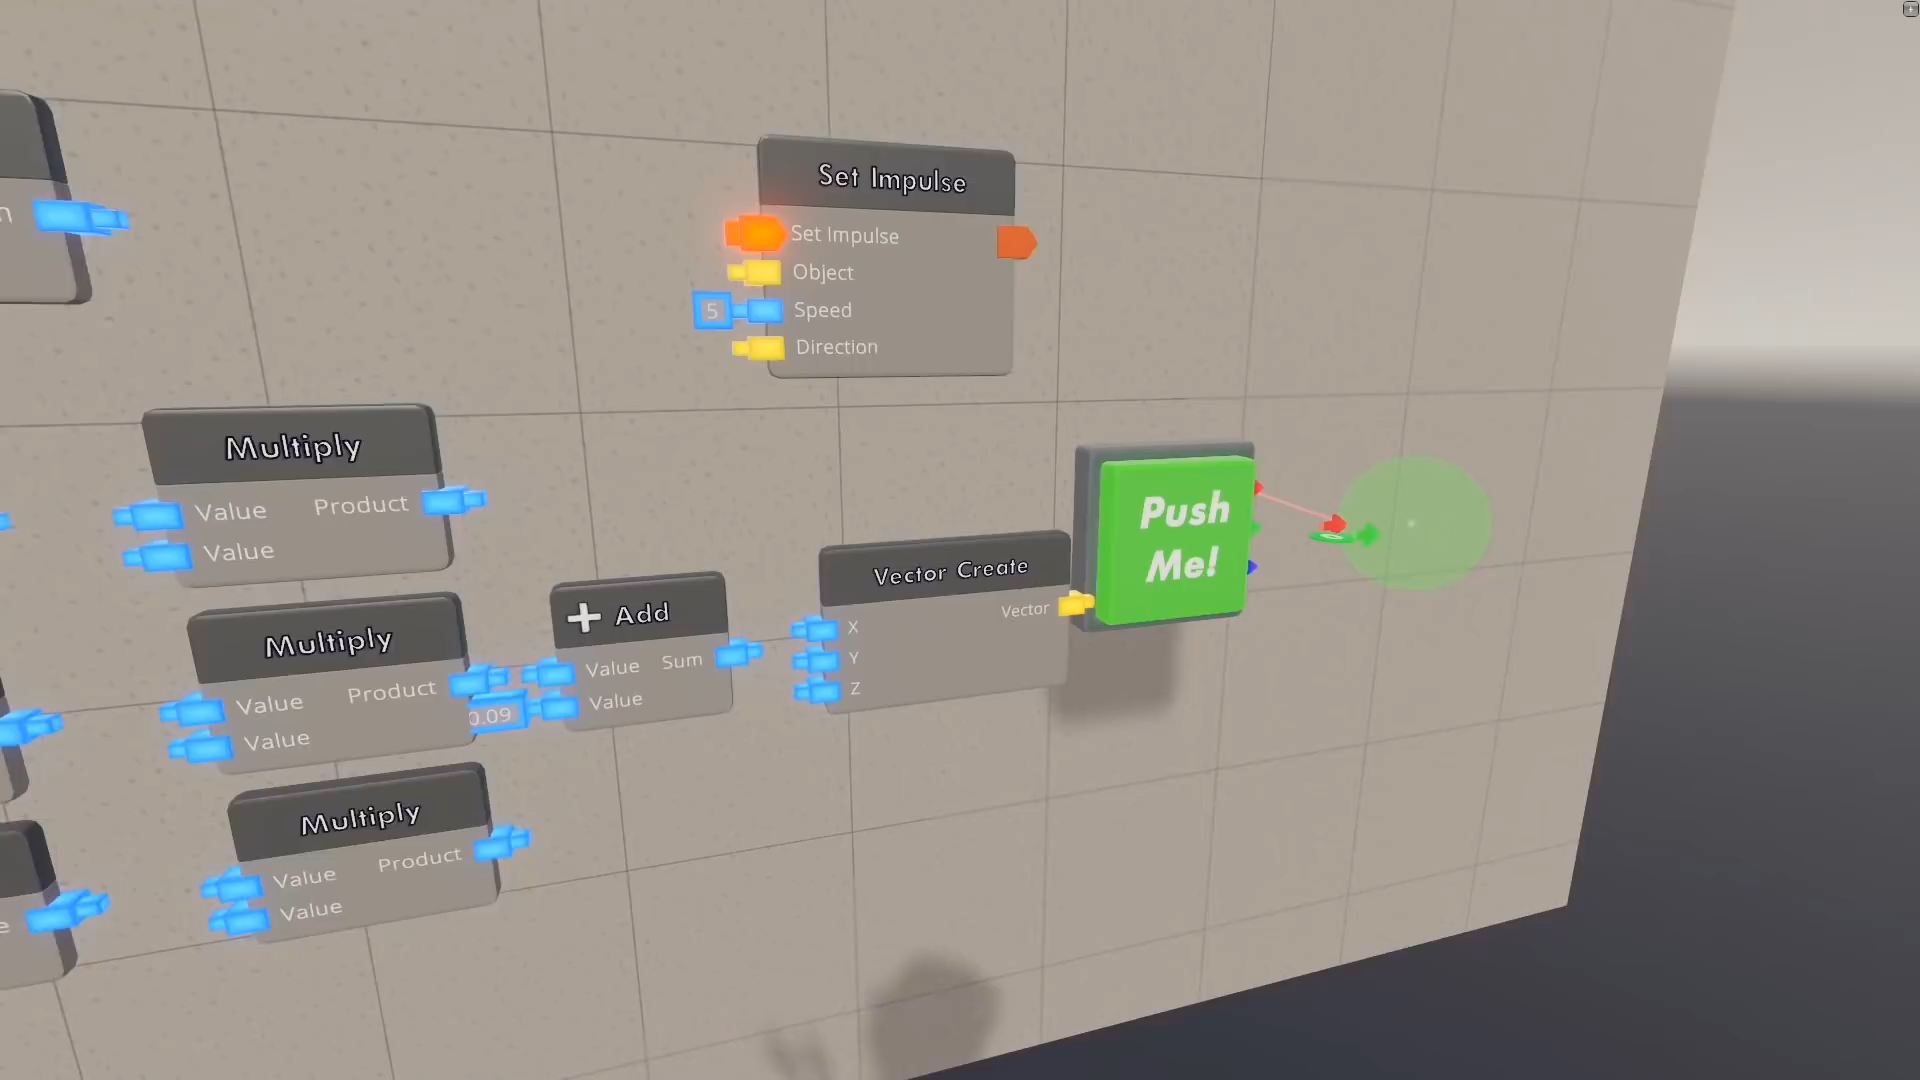 Set Impulse
Set Impulse
Object
5 Speed
Direction
Multiply
Value Product
Value
Multiply
Value Product
Value
Multiply
Product
Value
Value
0.09
+ Add
Value Sum
Value
Vector Create
Vector
X
Y
Z
Push
Me!